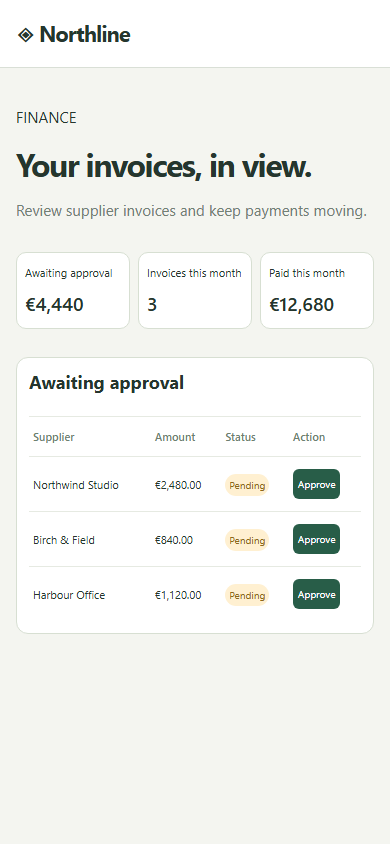 ◈ Northline
FINANCE
Your invoices, in view.
Review supplier invoices and keep payments moving.
Awaiting approval Invoices this month Paid this month
€4,440 3 €12,680
Awaiting approval
Supplier Amount Status Action
Northwind Studio €2,480.00 Pending Approve
Birch & Field €840.00 Pending Approve
Harbour Office €1,120.00 Pending Approve